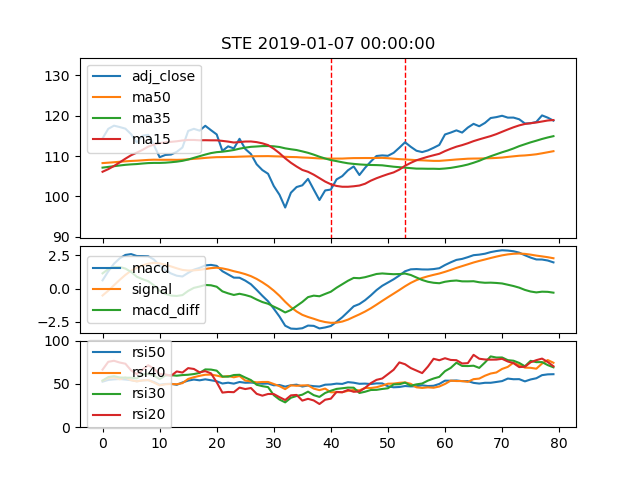 STE 2019-01-07 00:00:00
130
120
110
100
90
adj_close
ma50
ma35
ma15
2.5
0.0
−2.5
macd
signal
macd_diff
100
50
0
rsi50
rsi40
rsi30
rsi20
0 10 20 30 40 50 60 70 80